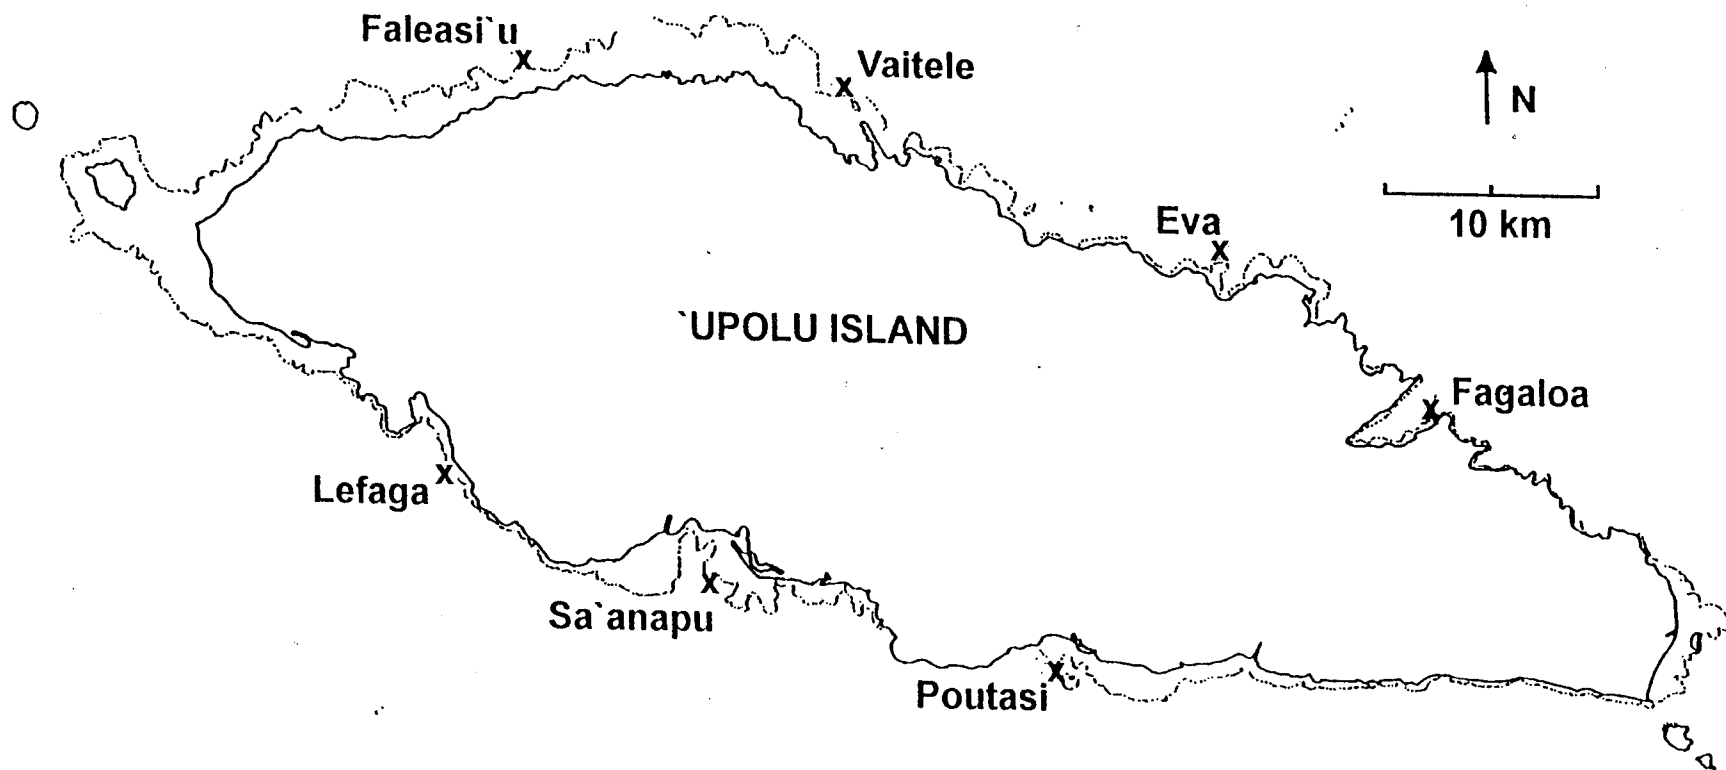 Faleasi`u
Vaitele
N
10 km
Eva
`UPOLU ISLAND
Fagaloa
Lefaga
Sa`anapu
Poutasi